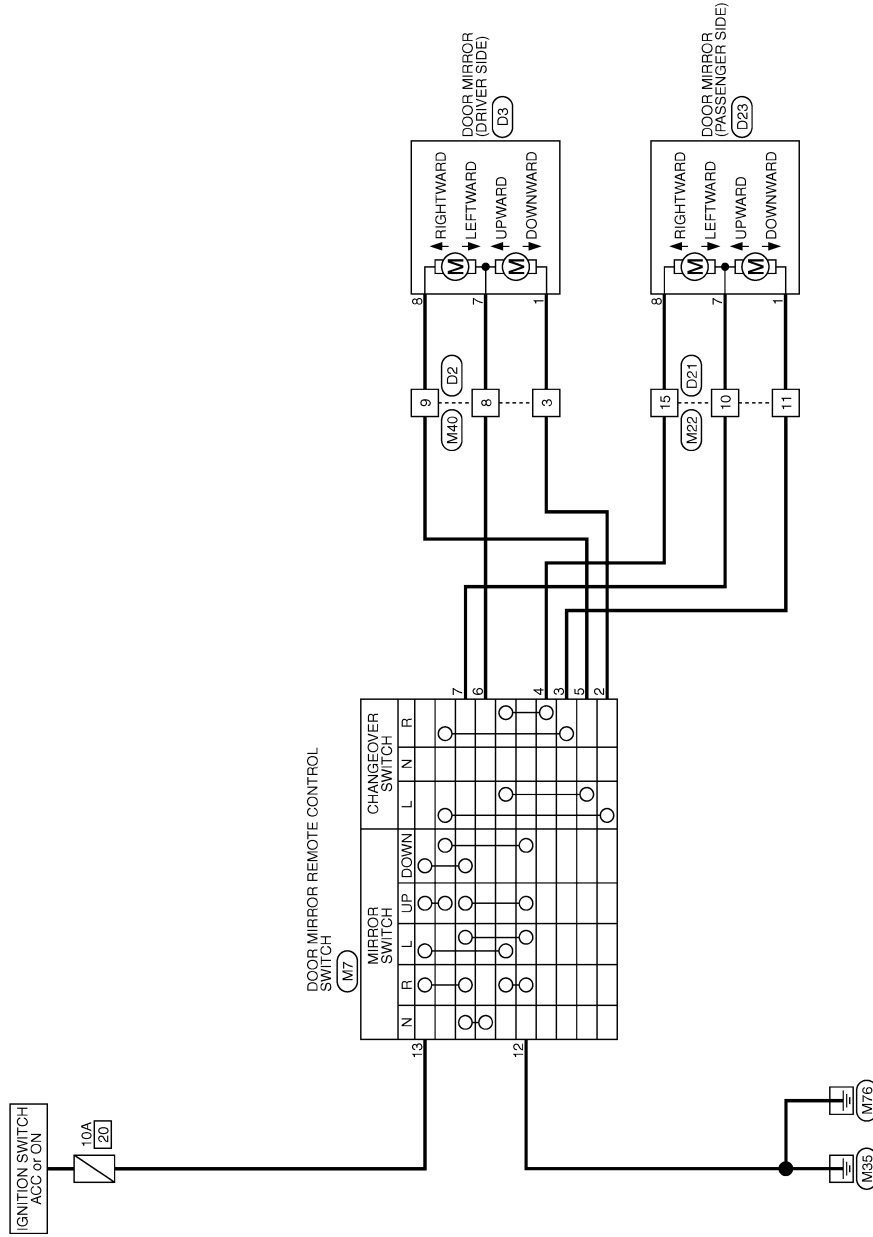 IGNITION SWITCH
ACC or ON
10A
20
DOOR MIRROR REMOTE CONTROL
SWITCH
M7
MIRROR
SWITCH
CHANGEOVER
SWITCH
N
R
L
UP
DOWN
L
N
R
13
12
7
6
4
3
5
2
M35
M76
9
M40
D2
8
3
15
M22
D21
10
11
DOOR MIRROR
(DRIVER SIDE)
D3
8
7
1
M
M
RIGHTWARD
LEFTWARD
UPWARD
DOWNWARD
DOOR MIRROR
(PASSENGER SIDE)
D23
8
7
1
M
M
RIGHTWARD
LEFTWARD
UPWARD
DOWNWARD